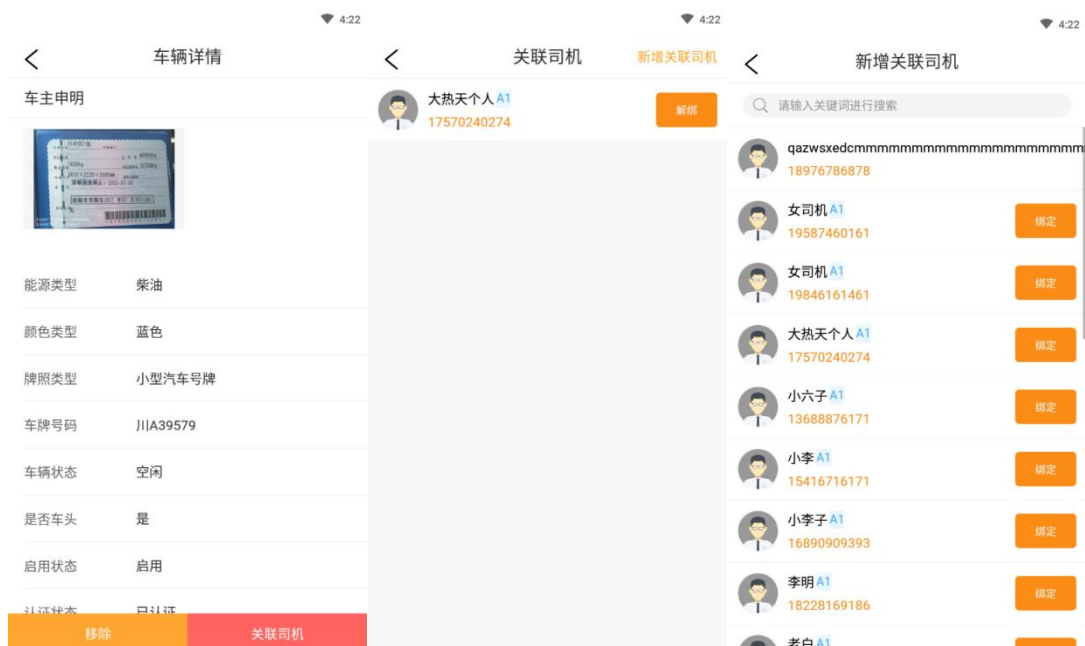 4:22
车辆详情
车主申明
能源类型 柴油
颜色类型 蓝色
牌照类型 小型汽车号牌
车牌号码 川A39579
车辆状态 空闲
是否车头 是
启用状态 启用
认证状态 已认证
移除 关联司机
4:22
关联司机 新增关联司机
大热天个人 A1
17570240274
解绑
4:22
新增关联司机
请输入关键词进行搜索
qazwsxedcmmmmmmmmmmmmmmmmmmmm
18976786878
女司机 A1
19587460161
绑定
女司机 A1
19846161461
绑定
大热天个人 A1
17570240274
绑定
小六子 A1
13688876171
绑定
小李 A1
15416716171
绑定
小李子 A1
16890909393
绑定
李明 A1
18228169186
绑定
老白 A1